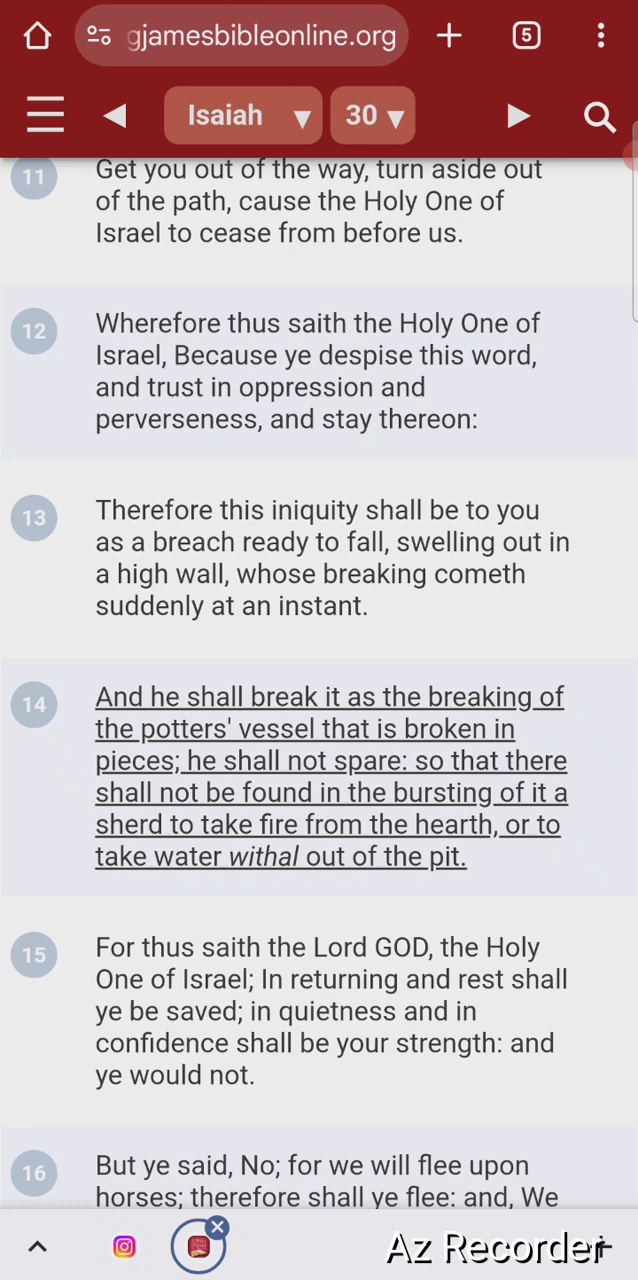 gjamesbibleonline.org
5
Isaiah
30
11
Get you out of the way, turn aside out
of the path, cause the Holy One of
Israel to cease from before us.
12
Wherefore thus saith the Holy One of
Israel, Because ye despise this word,
and trust in oppression and
perverseness, and stay thereon:
13
Therefore this iniquity shall be to you
as a breach ready to fall, swelling out in
a high wall, whose breaking cometh
suddenly at an instant.
14
And he shall break it as the breaking of
the potters' vessel that is broken in
pieces; he shall not spare: so that there
shall not be found in the bursting of it a
sherd to take fire from the hearth, or to
take water withal out of the pit.
15
For thus saith the Lord GOD, the Holy
One of Israel; In returning and rest shall
ye be saved; in quietness and in
confidence shall be your strength: and
ye would not.
16
But ye said, No; for we will flee upon
horses; therefore shall ye flee: and, We
Az Recorder